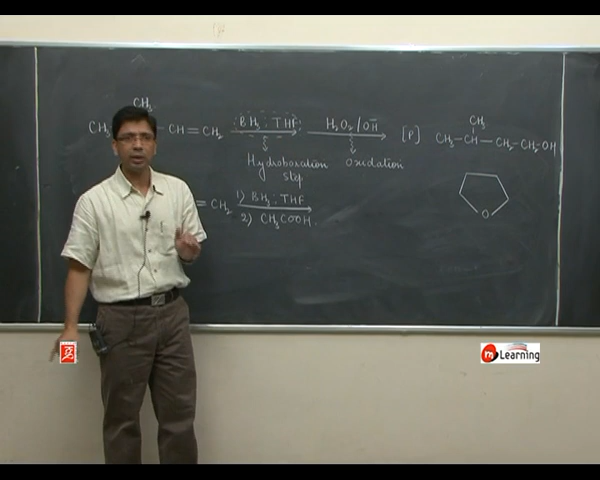 CH₃
CH₃ CH = CH₂ BH₃ : THF H₂O₂ / OH̄ [P] CH₃ - CH - CH₂ - CH₂ - OH
CH₃
Hydroboration step oxidation
= CH₂ 1) BH₃ : THF
2) CH₃COOH.
O
m Learning